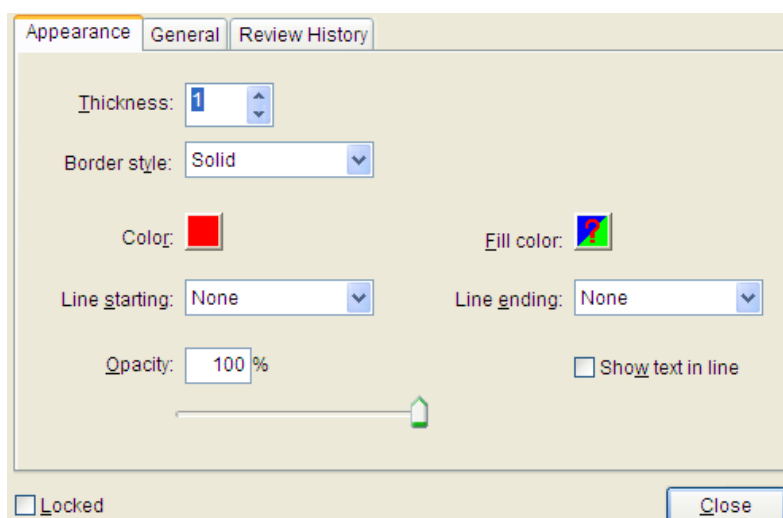 Appearance General Review History
Thickness: 1
Border style: Solid
Color: Fill color: ?
Line starting: None Line ending: None
Opacity: 100 % Show text in line
Locked Close